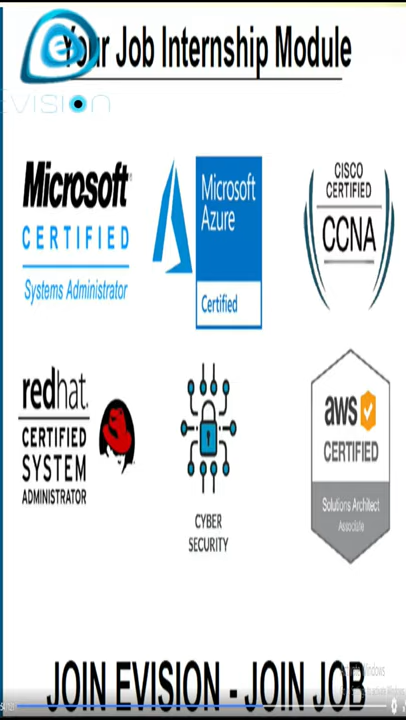 Your Job Internship Module
EVISION
Microsoft
CERTIFIED
Systems Administrator
Microsoft
Azure
Certified
CISCO
CERTIFIED
CCNA
redhat.
CERTIFIED
SYSTEM
ADMINISTRATOR
CYBER
SECURITY
aws
CERTIFIED
Solutions Architect
Associate
JOIN EVISION - JOIN JOB